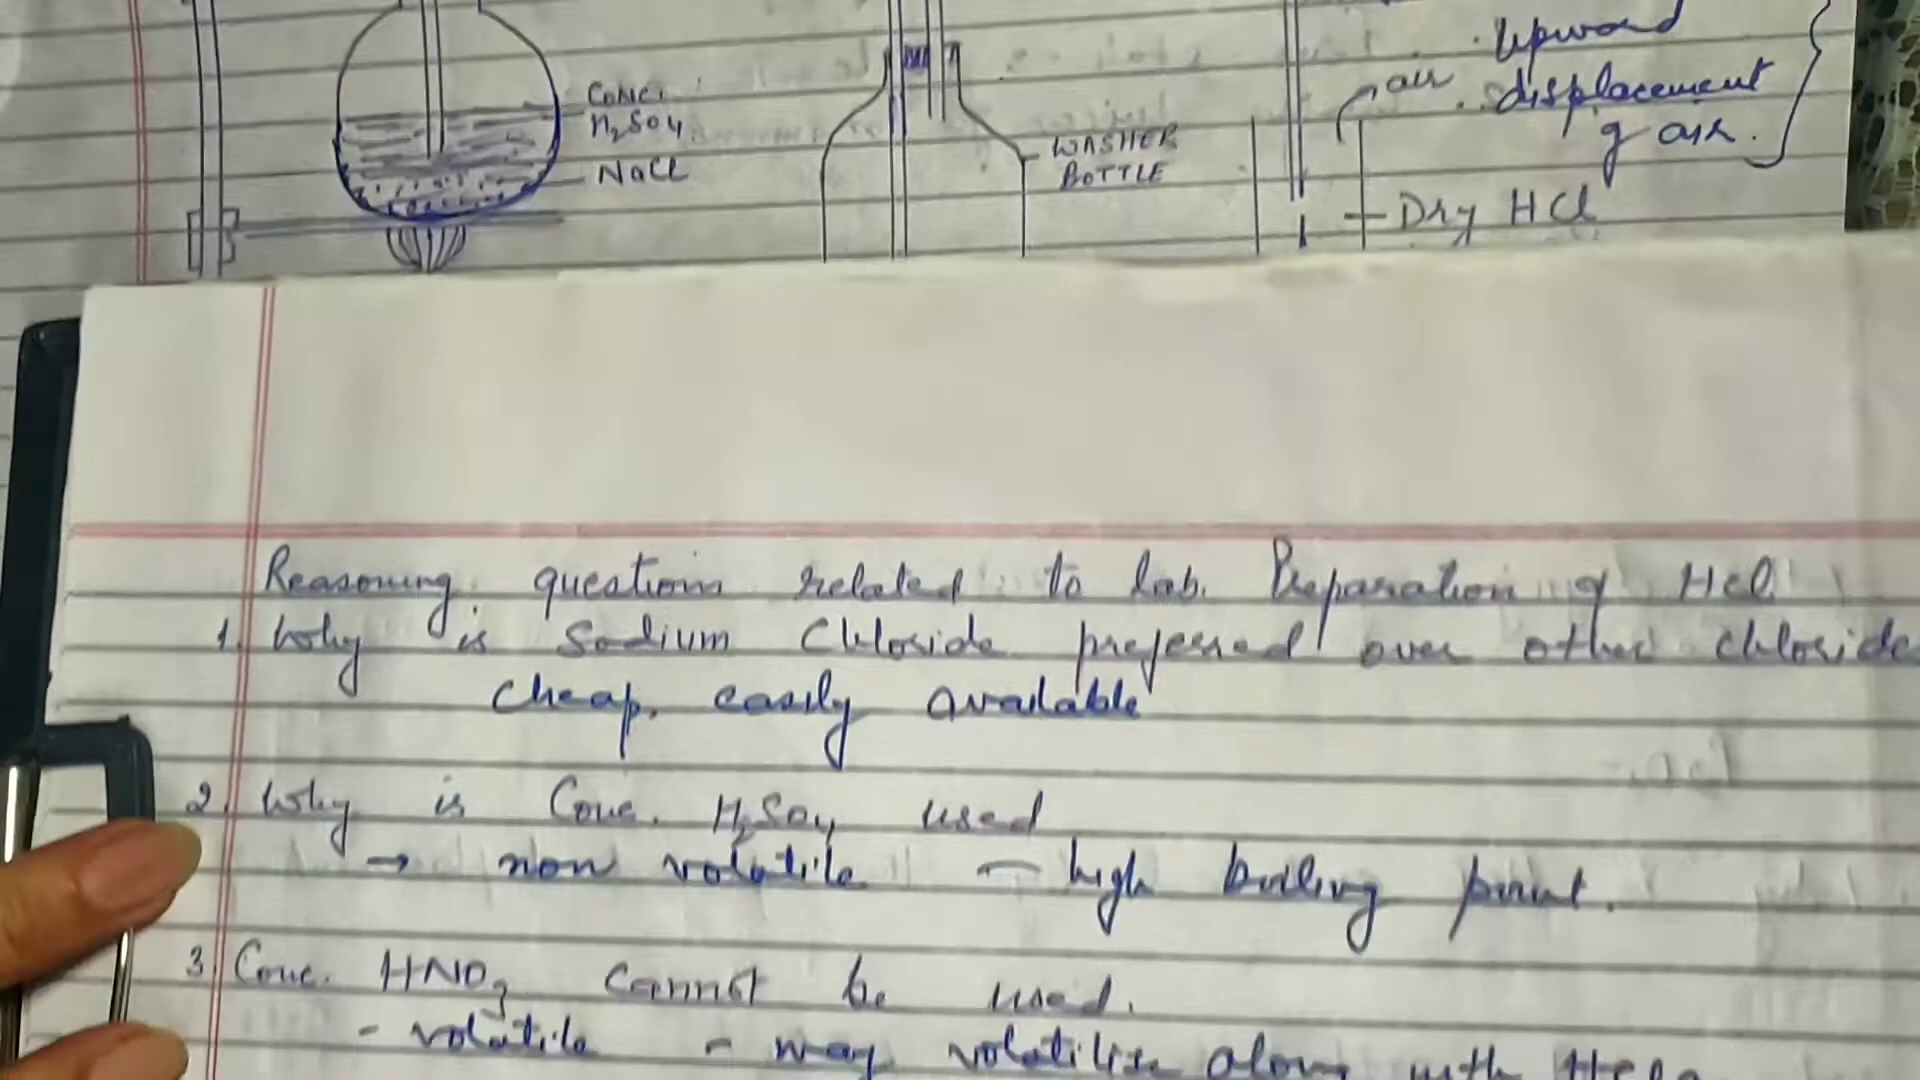 Conc.
H₂SO₄
NaCl
WASHER
BOTTLE
air
Upward
displacement
of air.
Dry HCl
Reasoning questions related to lab. Preparation of HCl
1. Why is Sodium Chloride preferred over other chloride
cheap, easily available
2. Why is Conc. H₂SO₄ used
→ non volatile - high boiling point.
3. Conc. HNO₃ cannot be used.
- volatile - may volatilize along with